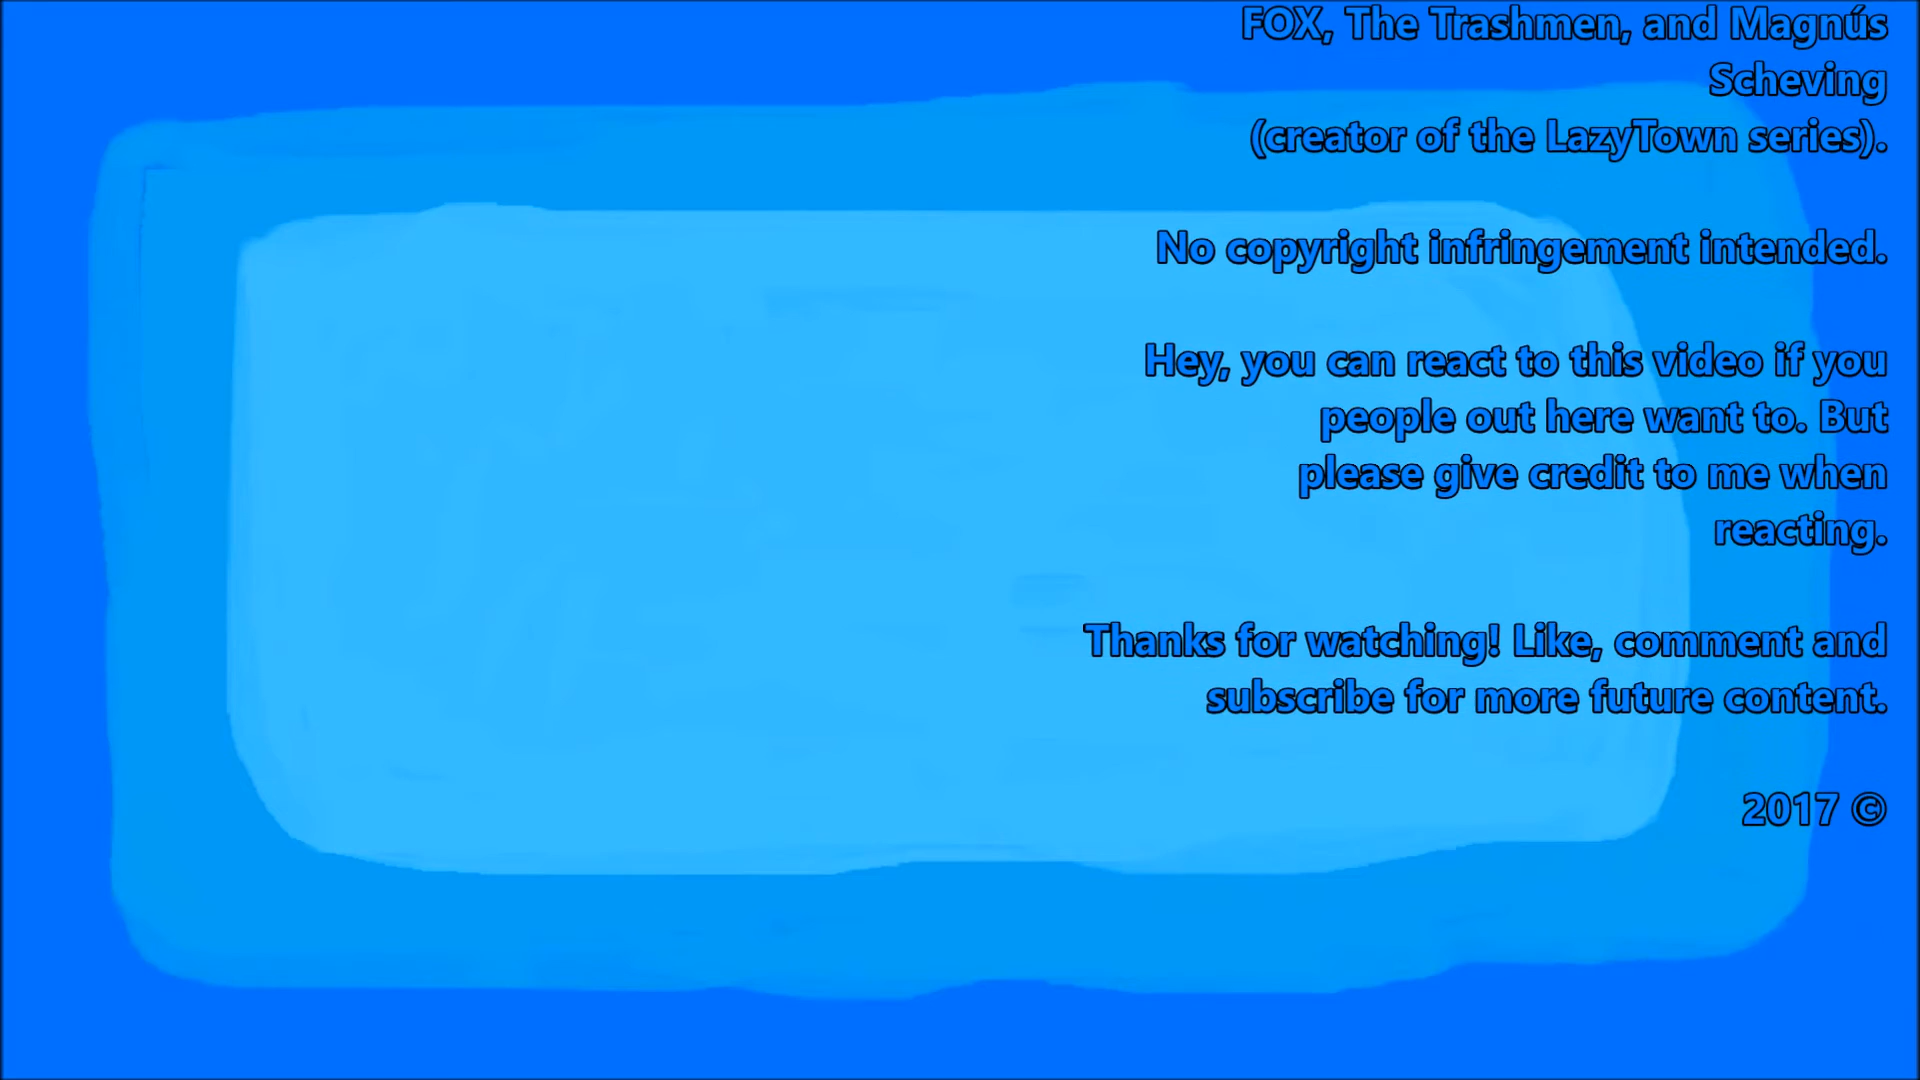 FOX, The Trashmen, and Magnús
Scheving
(creator of the LazyTown series).
No copyright infringement intended.
Hey, you can react to this video if you
people out here want to. But
please give credit to me when
reacting.
Thanks for watching! Like, comment and
subscribe for more future content.
2017 ©